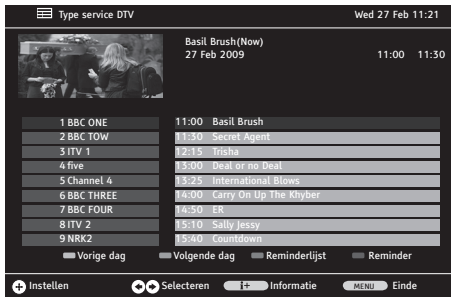 Type service DTV Wed 27 Feb 11:21
Basil Brush(Now)
27 Feb 2009 11:00 11:30
1 BBC ONE 11:00 Basil Brush
2 BBC TOW 11:30 Secret Agent
3 ITV 1 12:15 Trisha
4 five 13:00 Deal or no Deal
5 Channel 4 13:25 International Blows
6 BBC THREE 14:00 Carry On Up The Khyber
7 BBC FOUR 14:50 ER
8 ITV 2 15:10 Sally Jessy
9 NRK2 15:40 Countdown
Vorige dag Volgende dag Reminderlijst Reminder
Instellen Selecteren i+ Informatie MENU Einde